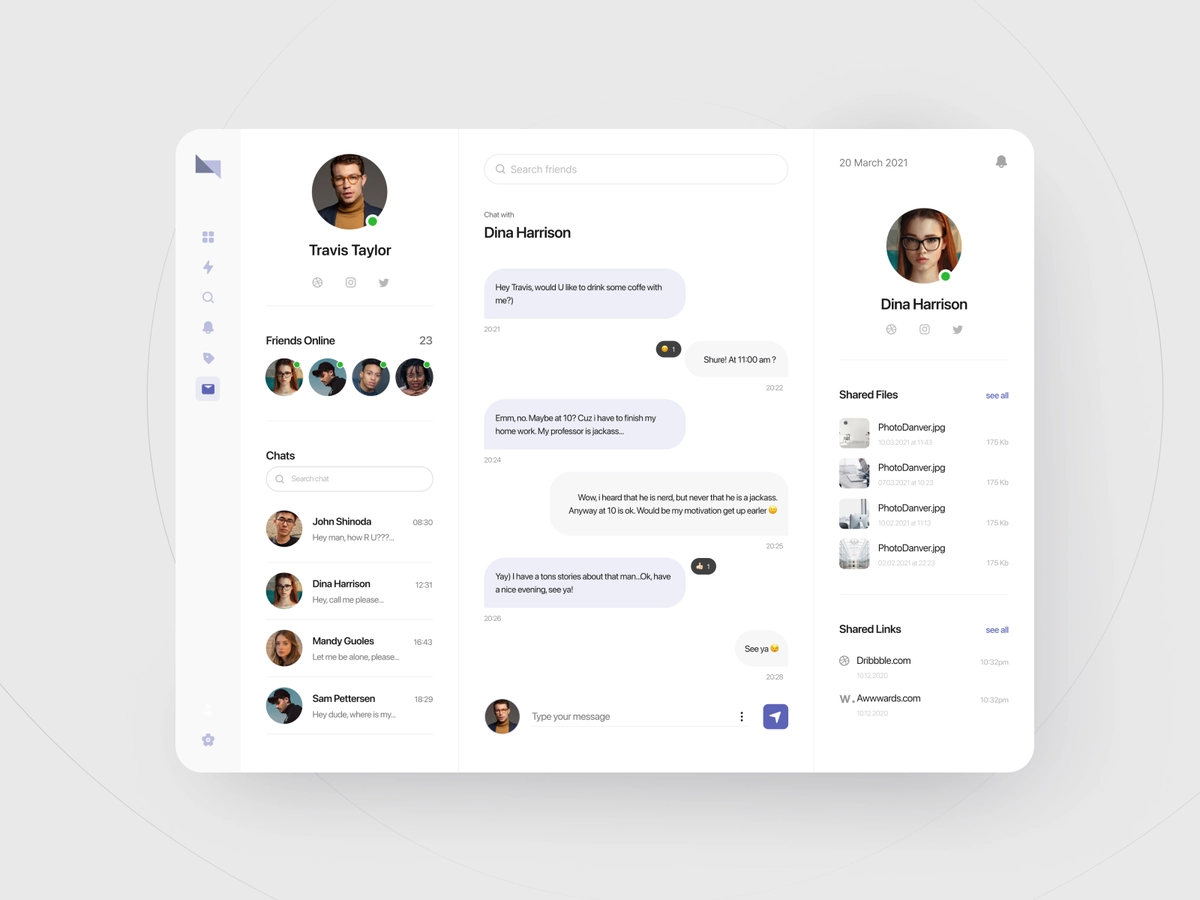 Travis Taylor
Friends Online 23
Chats
Search chat
John Shinoda 08:30
Hey man, how R U???...
Dina Harrison 12:31
Hey, call me please...
Mandy Guoles 16:43
Let me be alone, please...
Sam Pettersen 18:29
Hey dude, where is my...
Search friends
Chat with
Dina Harrison
Hey Travis, would U like to drink some coffe with
me?)
20:21
1
Shure! At 11:00 am ?
20:22
Emm, no. Maybe at 10? Cuz i have to finish my
home work. My professor is jackass...
20:24
Wow, i heard that he is nerd, but never that he is a jackass.
Anyway at 10 is ok. Would be my motivation get up earler 😄
20:25
Yay) I have a tons stories about that man...Ok, have
a nice evening, see ya!
👍 1
20:26
See ya 😉
20:28
Type your message
20 March 2021
Dina Harrison
Shared Files see all
PhotoDanver.jpg
10.03.2021 at 11:43 175 Kb
PhotoDanver.jpg
07.03.2021 at 10:23 175 Kb
PhotoDanver.jpg
10.02.2021 at 11:13 175 Kb
PhotoDanver.jpg
02.02.2021 at 22:23 175 Kb
Shared Links see all
Dribbble.com 10:32pm
10.12.2020
W. Awwwards.com 10:32pm
10.12.2020